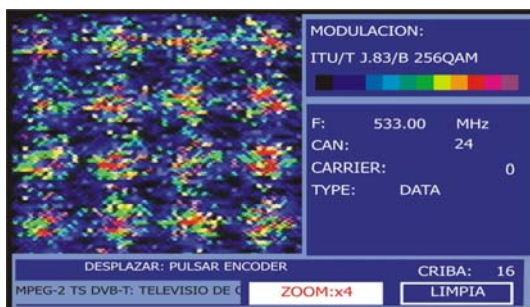 MODULACION:
ITU/T J.83/B 256QAM
F: 533.00 MHz
CAN: 24
CARRIER: 0
TYPE: DATA
DESPLAZAR: PULSAR ENCODER
CRIBA: 16
MPEG-2 TS DVB-T: TELEVISIO DE
ZOOM:x4
LIMPIA